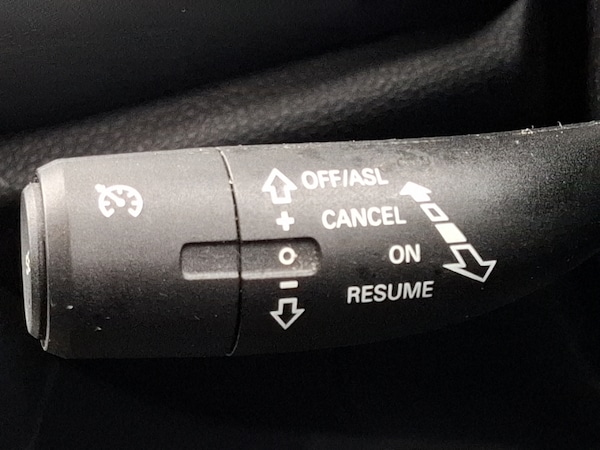 OFF/ASL
+ CANCEL
O ON
- RESUME